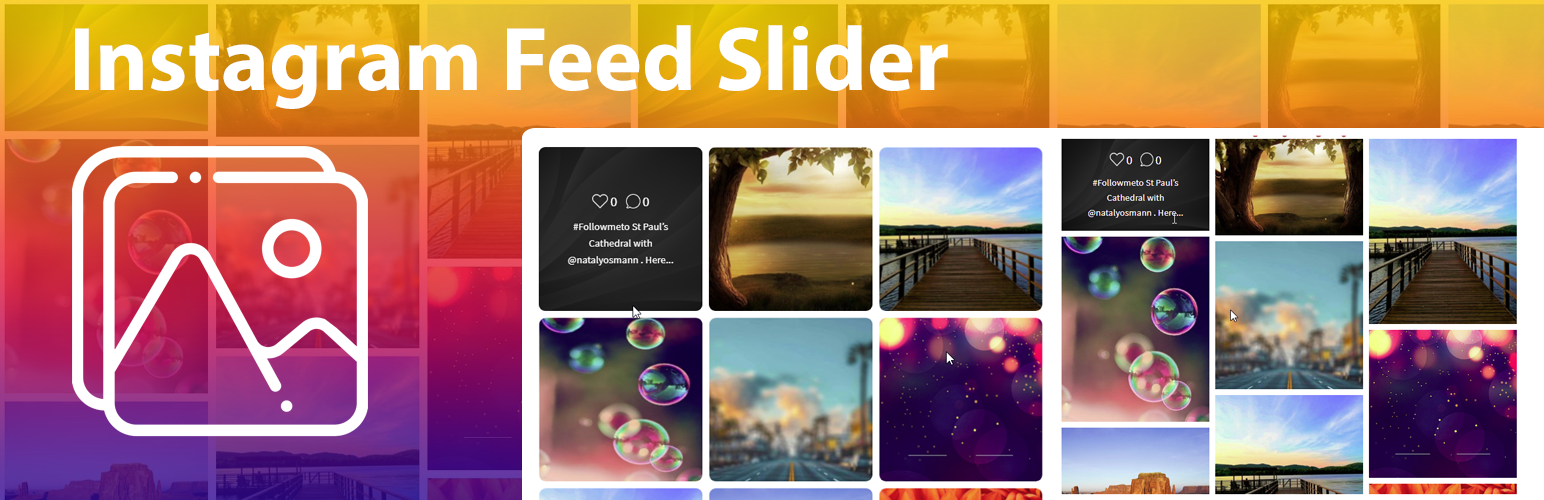 Instagram Feed Slider
0 0
#Followmeto St Paul's
Cathedral with
@natalyosmann . Here...
0 0
#Followmeto St Paul's
Cathedral with
@natalyosmann . Here...